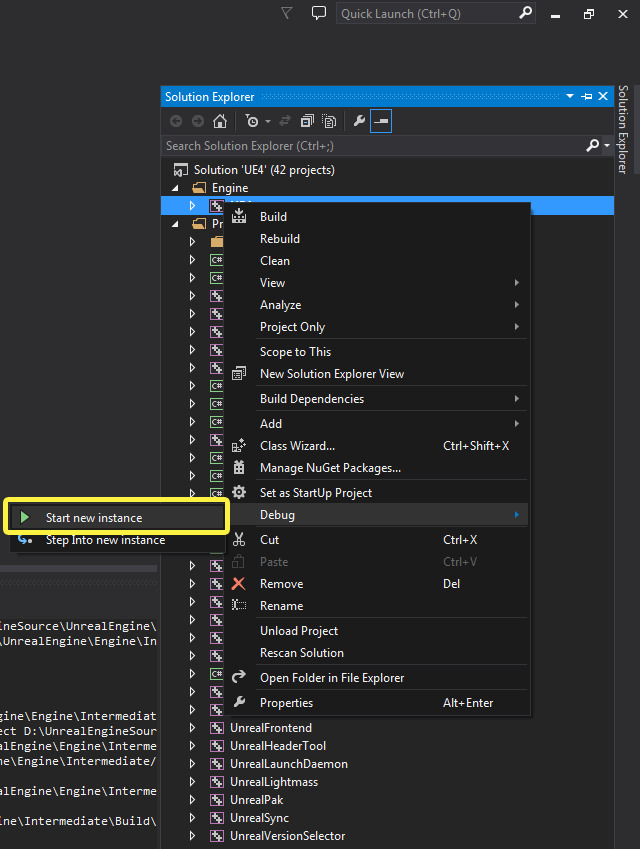 Quick Launch (Ctrl+Q)
Solution Explorer
Solution Explorer
Search Solution Explorer (Ctrl+;)
Solution 'UE4' (42 projects)
Engine
Build
Rebuild
Clean
View
Analyze
Project Only
Scope to This
New Solution Explorer View
Build Dependencies
Add
Class Wizard... Ctrl+Shift+X
Manage NuGet Packages...
Set as StartUp Project
Debug
Start new instance
Step Into new instance
Cut Ctrl+X
Paste Ctrl+V
Remove Del
Rename
Unload Project
Rescan Solution
Open Folder in File Explorer
Properties Alt+Enter
UnrealFrontend
UnrealHeaderTool
UnrealLaunchDaemon
UnrealLightmass
UnrealPak
UnrealSync
UnrealVersionSelector
ineSource\UnrealEngine\
\UnrealEngine\Engine\In
gine\Engine\Intermediat
ect D:\UnrealEngineSour
alEngine\Engine\Interme
ne\Engine\Intermediate/
alEngine\Engine\Interme
ine\Intermediate\Build\